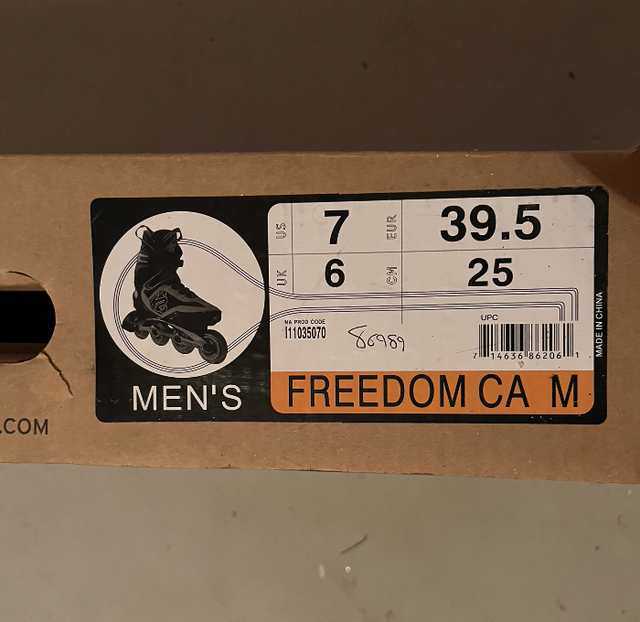 US 7 EUR 39.5
UK 6 CM 25
NA PROD CODE
I11035070
80989
UPC
7 14636 86206 1
MADE IN CHINA
MEN'S
FREEDOM CA M
.COM